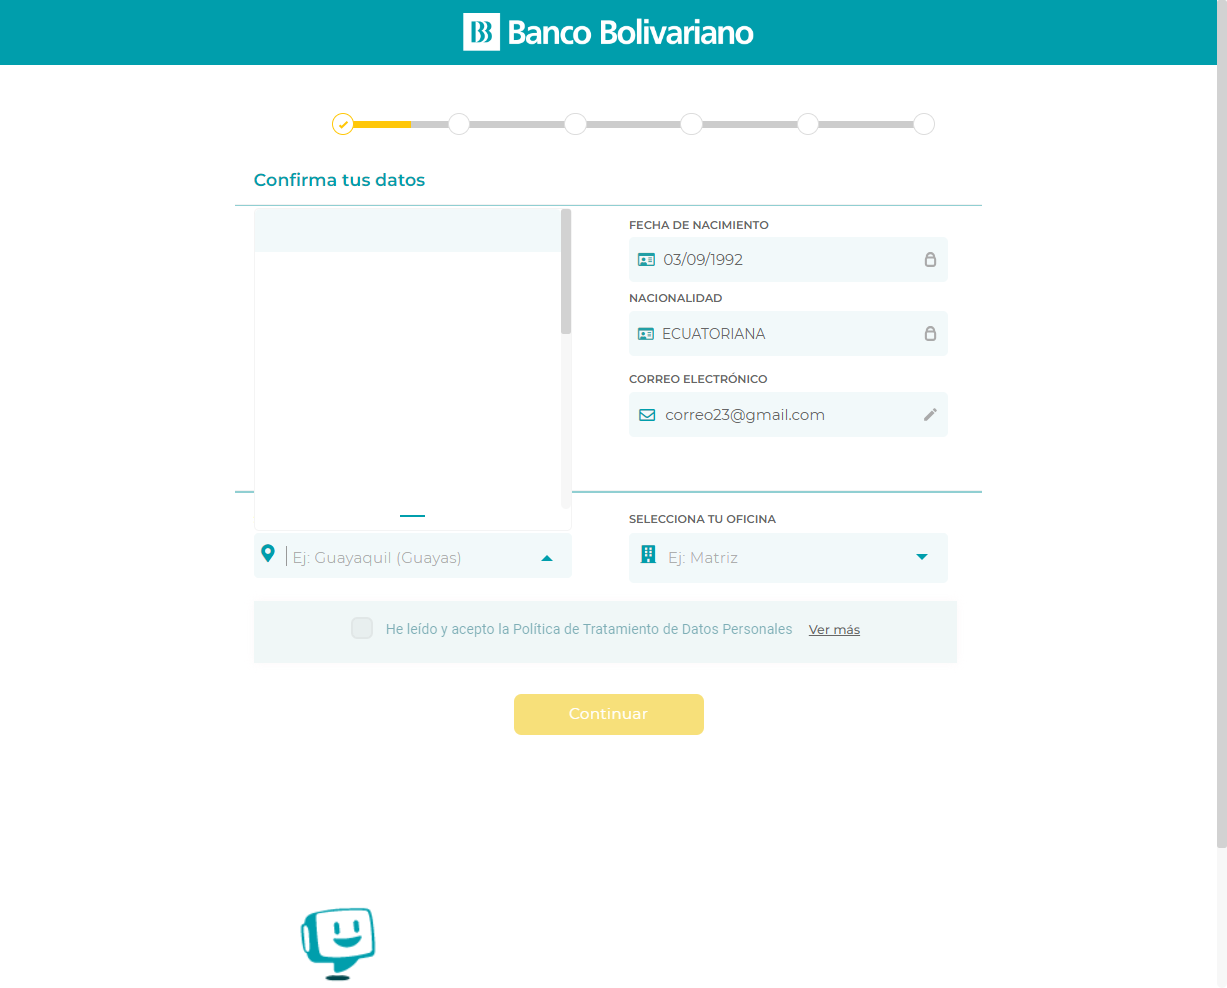 Banco Bolivariano
Confirma tus datos
FECHA DE NACIMIENTO
03/09/1992
NACIONALIDAD
ECUATORIANA
CORREO ELECTRÓNICO
correo23@gmail.com
SELECCIONA TU OFICINA
Ej: Guayaquil (Guayas)
Ej: Matriz
He leído y acepto la Política de Tratamiento de Datos Personales Ver más
Continuar